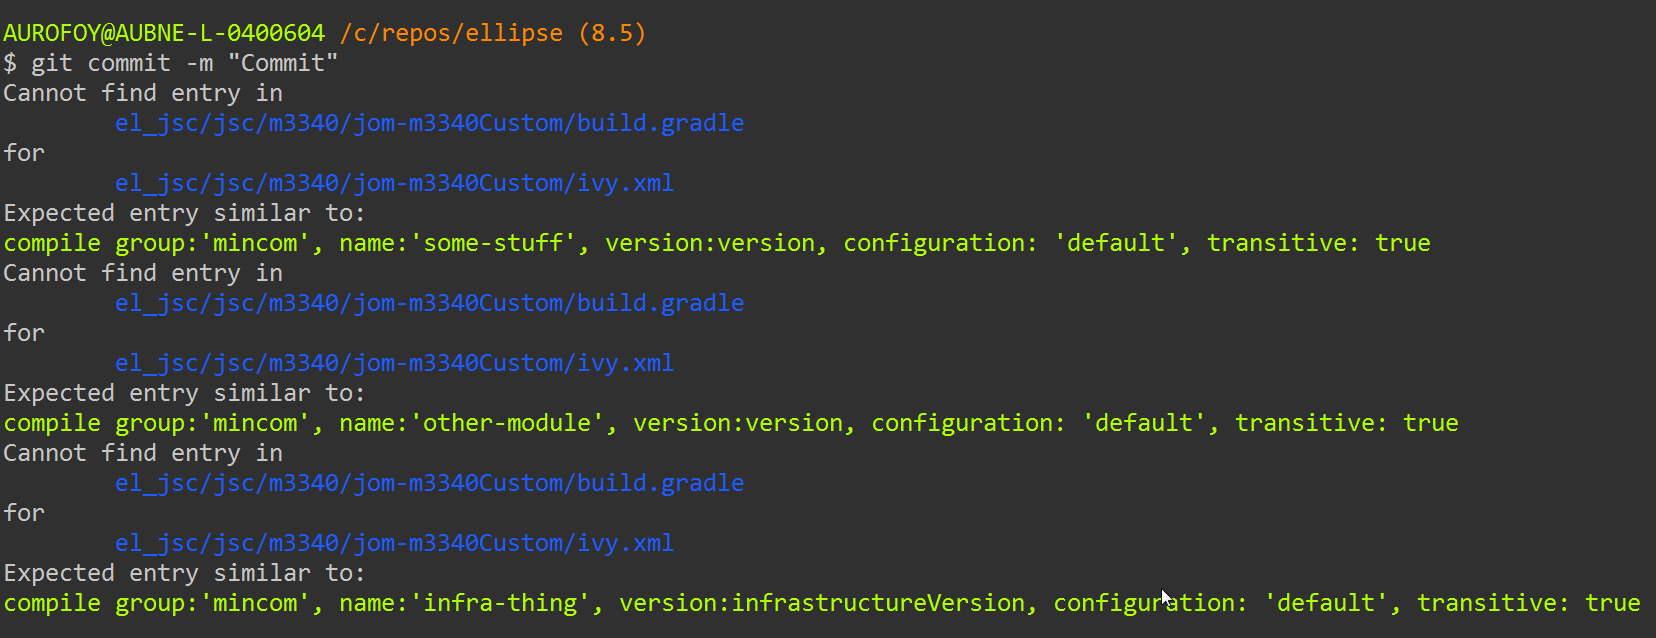 AUROFOY@AUBNE-L-0400604 /c/repos/ellipse (8.5)
$ git commit -m "Commit"
Cannot find entry in
el_jsc/jsc/m3340/jom-m3340Custom/build.gradle
for
el_jsc/jsc/m3340/jom-m3340Custom/ivy.xml
Expected entry similar to:
compile group:'mincom', name:'some-stuff', version:version, configuration: 'default', transitive: true
Cannot find entry in
el_jsc/jsc/m3340/jom-m3340Custom/build.gradle
for
el_jsc/jsc/m3340/jom-m3340Custom/ivy.xml
Expected entry similar to:
compile group:'mincom', name:'other-module', version:version, configuration: 'default', transitive: true
Cannot find entry in
el_jsc/jsc/m3340/jom-m3340Custom/build.gradle
for
el_jsc/jsc/m3340/jom-m3340Custom/ivy.xml
Expected entry similar to:
compile group:'mincom', name:'infra-thing', version:infrastructureVersion, configuration: 'default', transitive: true